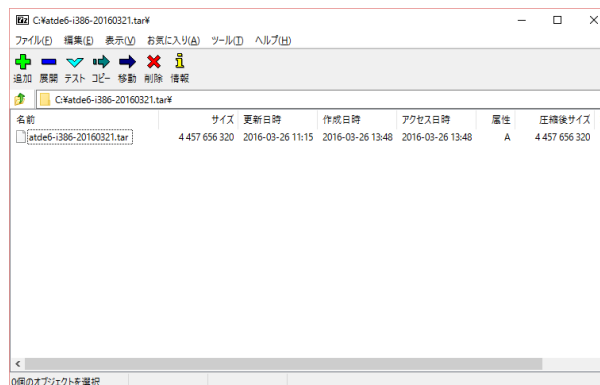 7z C:¥atde6-i386-20160321.tar¥
ファイル(F) 編集(E) 表示(V) お気に入り(A) ツール(T) ヘルプ(H)
追加 展開 テスト コピー 移動 削除 情報
C:¥atde6-i386-20160321.tar¥
名前 サイズ 更新日時 作成日時 アクセス日時 属性 圧縮後サイズ
atde6-i386-20160321.tar 4 457 656 320 2016-03-26 11:15 2016-03-26 13:48 2016-03-26 13:48 A 4 457 656 320
0個のオブジェクトを選択